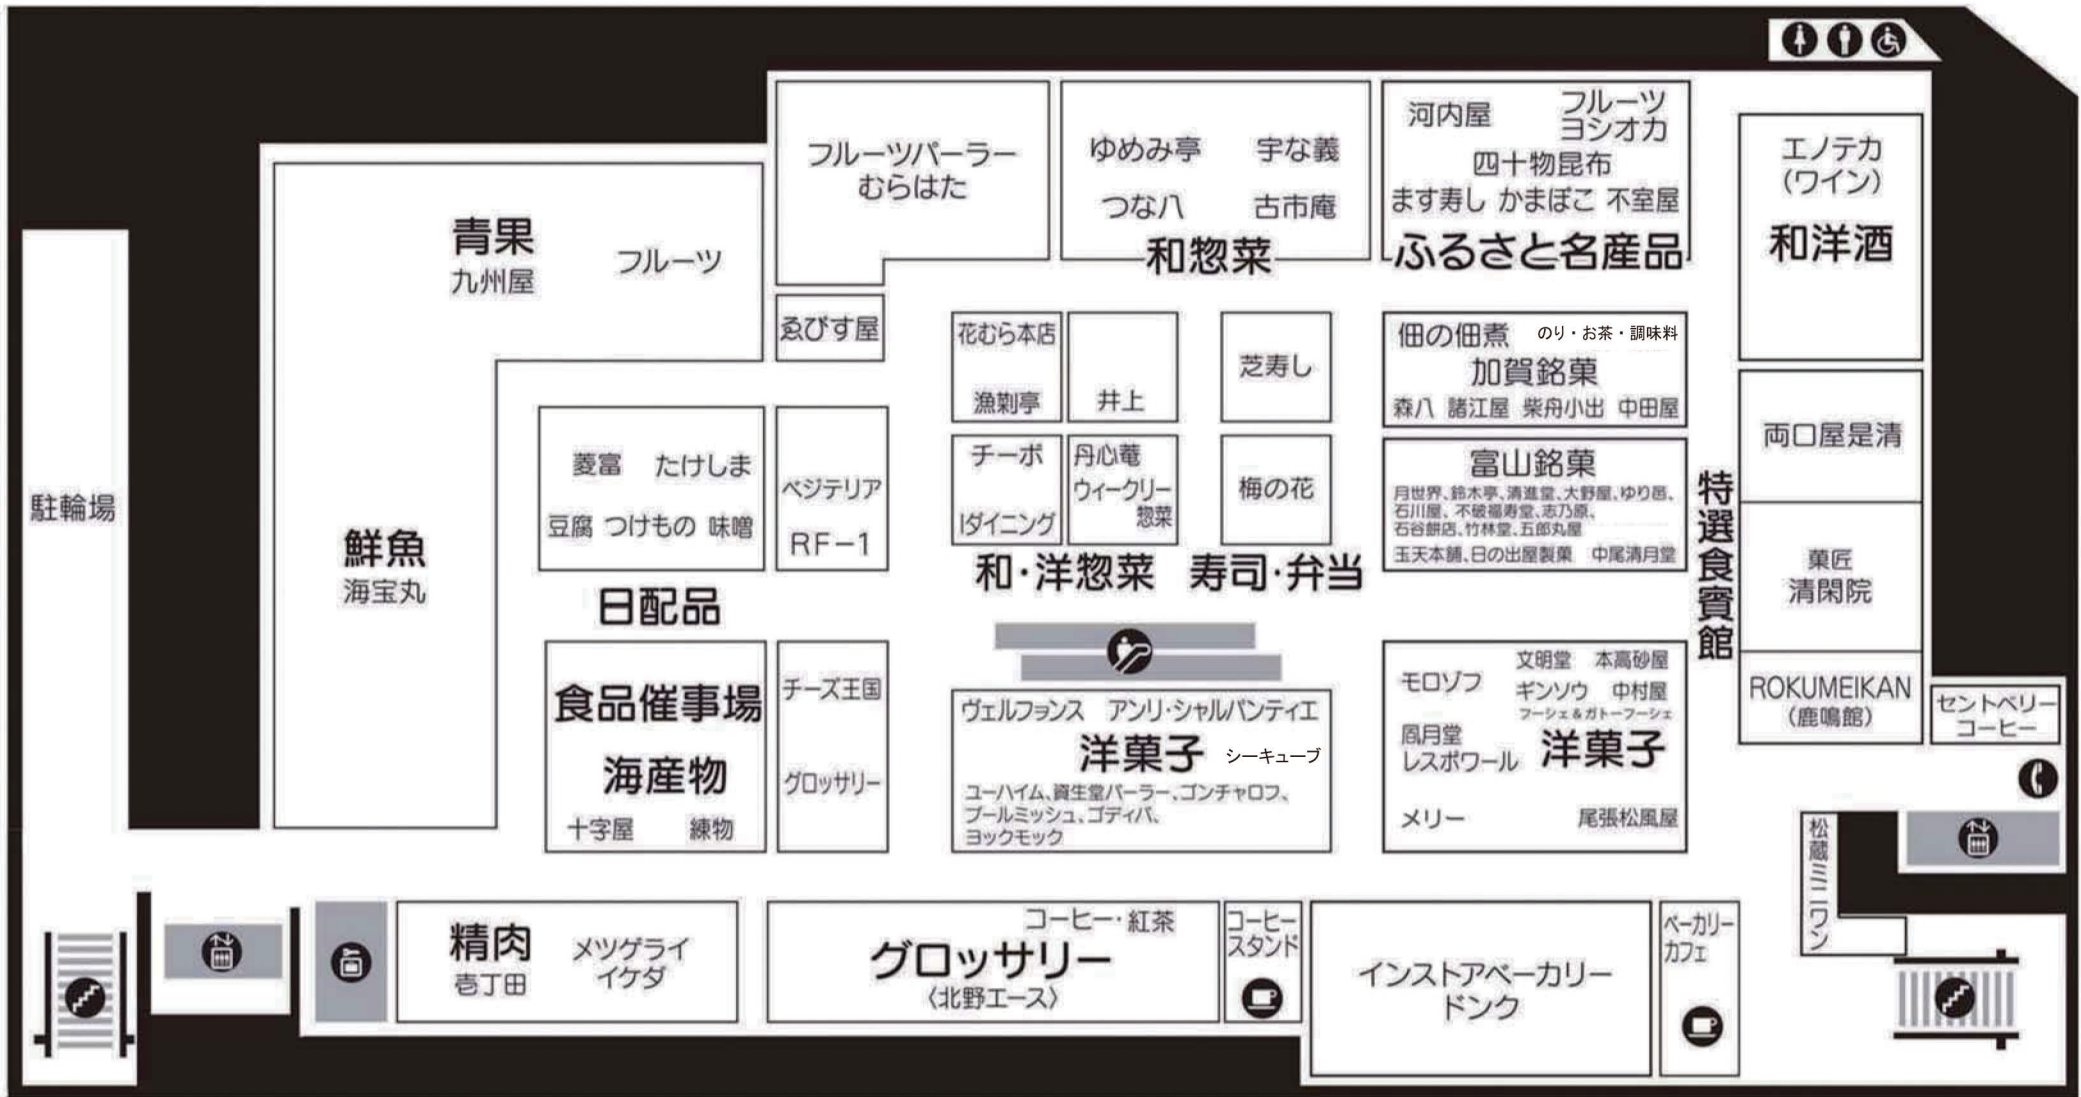 フルーツパーラー
むらはた
ゆめみ亭 宇な義
つな八 古市庵
和惣菜
河内屋 フルーツ
ヨシオカ
四十物昆布
ます寿し かまぼこ 不室屋
ふるさと名産品
エノテカ
(ワイン)
和洋酒
青果
九州屋
フルーツ
ゑびす屋
花むら本店
漁剿亭
井上
芝寿し
佃の佃煮 のり・お茶・調味料
加賀銘菓
森八 諸江屋 柴舟小出 中田屋
両口屋是清
駐輪場
鮮魚
海宝丸
菱富 たけしま
豆腐 つけもの 味噌
日配品
ベジテリア
RF-1
チーボ
Iダイニング
丹心菴
ウィークリー
惣菜
梅の花
和・洋惣菜
寿司・弁当
富山銘菓
月世界、鈴木亭、清進堂、大野屋、ゆり邑、
石川屋、不破福寿堂、志乃原、
石谷餅店、竹林堂、五郎丸屋
玉天本舗、日の出屋製菓 中尾清月堂
特選食賓館
菓匠
清閑院
ROKUMEIKAN
(鹿鳴館)
セントベリー
コーヒー
食品催事場
海産物
十字屋 練物
チーズ王国
グロッサリー
ヴェルフォンス アンリ・シャルパンティエ
洋菓子 シーキューブ
ユーハイム、資生堂パーラー、ゴンチャロフ、
ブールミッシュ、ゴディバ、
ヨックモック
モロゾフ
文明堂 本高砂屋
ギンソウ 中村屋
フーシェ&ガトーフーシェ
風月堂
レスポワール
洋菓子
メリー 尾張松風屋
松蔵ミニワン
精肉
壱丁田
メツゲライ
イケダ
コーヒー・紅茶
グロッサリー
〈北野エース〉
コーヒー
スタンド
インストアベーカリー
ドンク
ベーカリー
カフェ